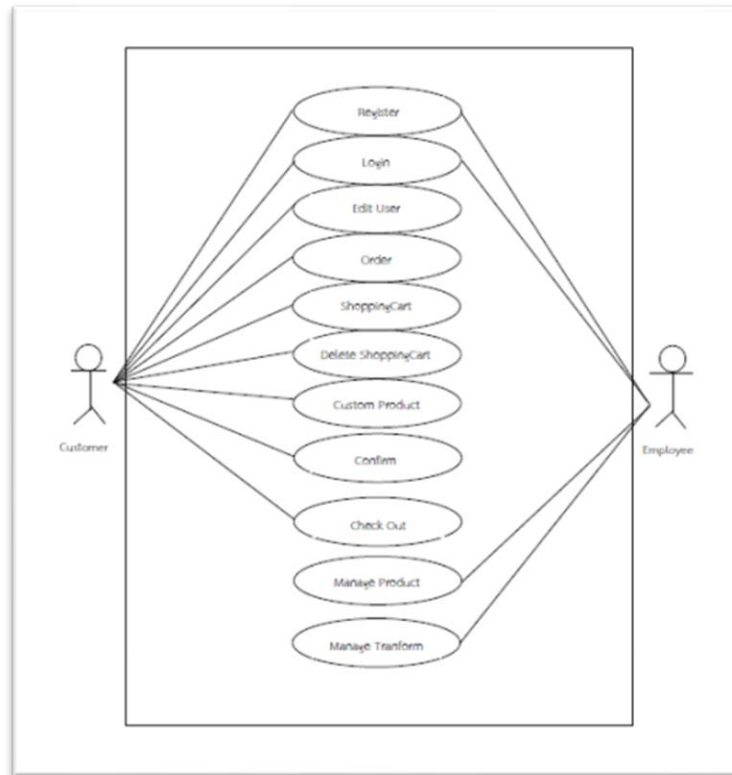 Register
Login
Edit User
Order
ShoppingCart
Delete ShoppingCart
Custom Product
Customer
Employee
Confirm
Check Out
Manage Product
Manage Tranform